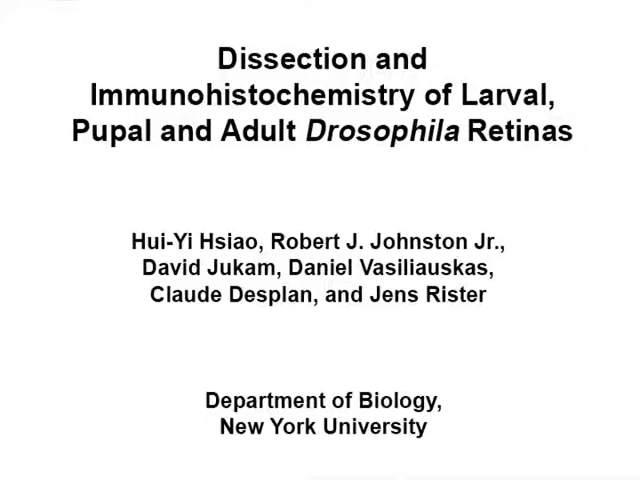 Dissection and
Immunohistochemistry of Larval,
Pupal and Adult Drosophila Retinas
Hui-Yi Hsiao, Robert J. Johnston Jr.,
David Jukam, Daniel Vasiliauskas,
Claude Desplan, and Jens Rister
Department of Biology,
New York University